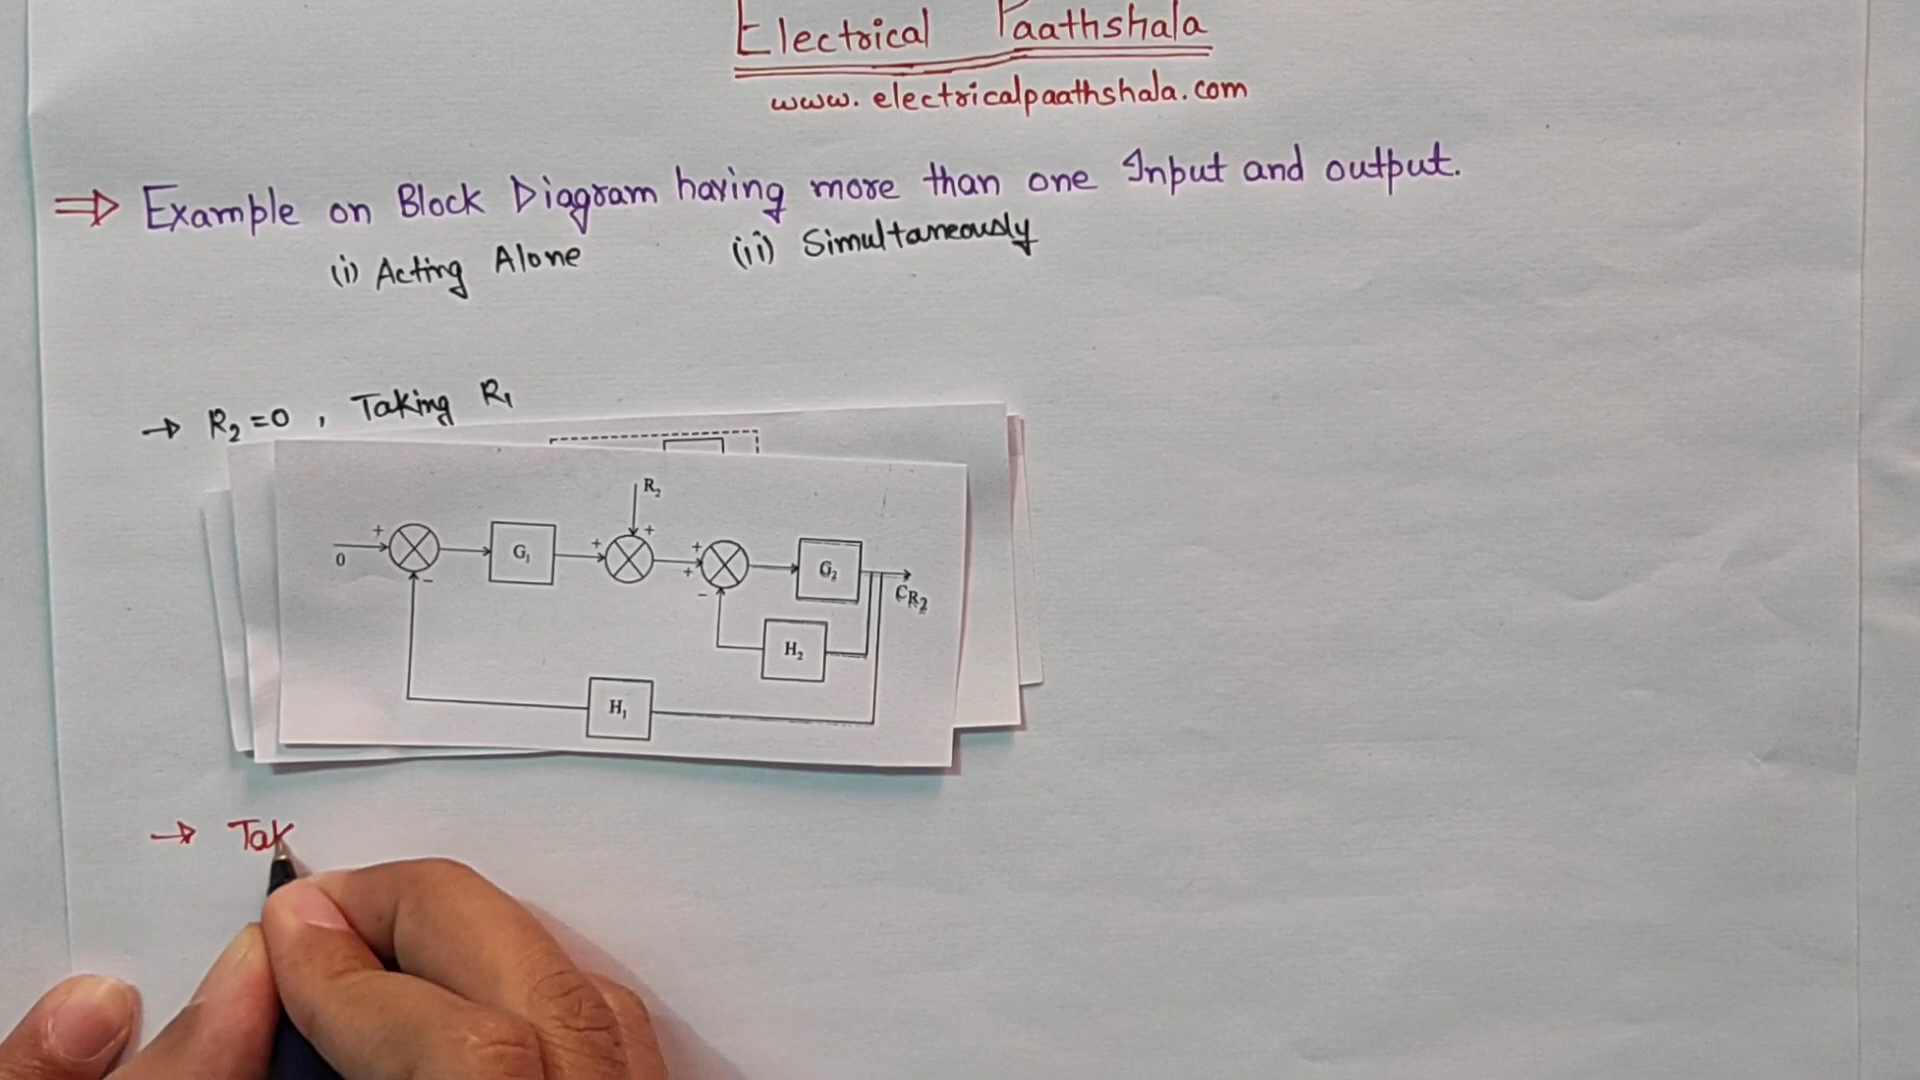 Electrical Paathshala
www.electricalpaathshala.com
⇒ Example on Block Diagram having more than one Input and output.
(i) Acting Alone (ii) Simultaneously
→ R₂=0, Taking R₁
R₂
+ + + +
0 G₁ G₂
- + -
C R₂
H₂
H₁
→ Tak